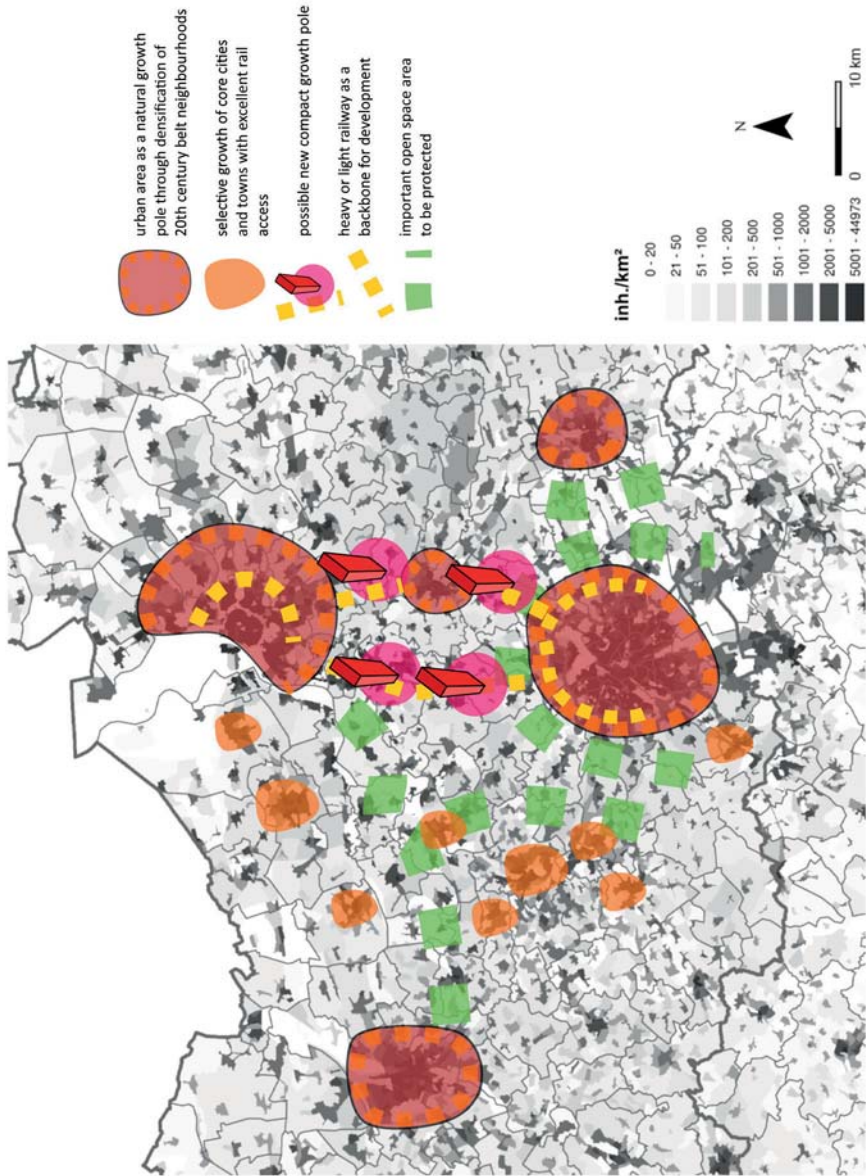 urban area as a natural growth
pole through densification of
20th century belt neighbourhoods
selective growth of core cities
and towns with excellent rail
access
possible new compact growth pole
heavy or light railway as a
backbone for development
important open space area
to be protected
inh./km²
0 - 20
21 - 50
51 - 100
101 - 200
201 - 500
501 - 1000
1001 - 2000
2001 - 5000
5001 - 44973
N
0
10 km